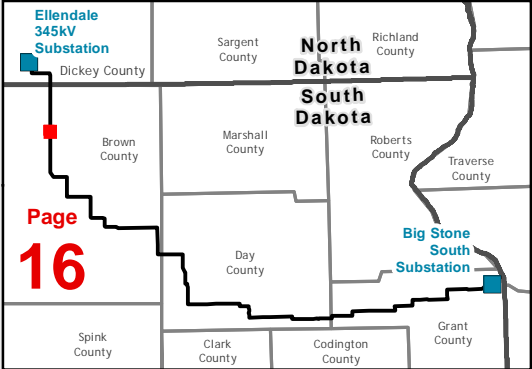 Ellendale
345kV
Substation
Dickey County
Sargent
County
North
Dakota
Richland
County
South
Dakota
Brown
County
Marshall
County
Roberts
County
Traverse
County
Page
16
Day
County
Big Stone
South
Substation
Spink
County
Clark
County
Codington
County
Grant
County